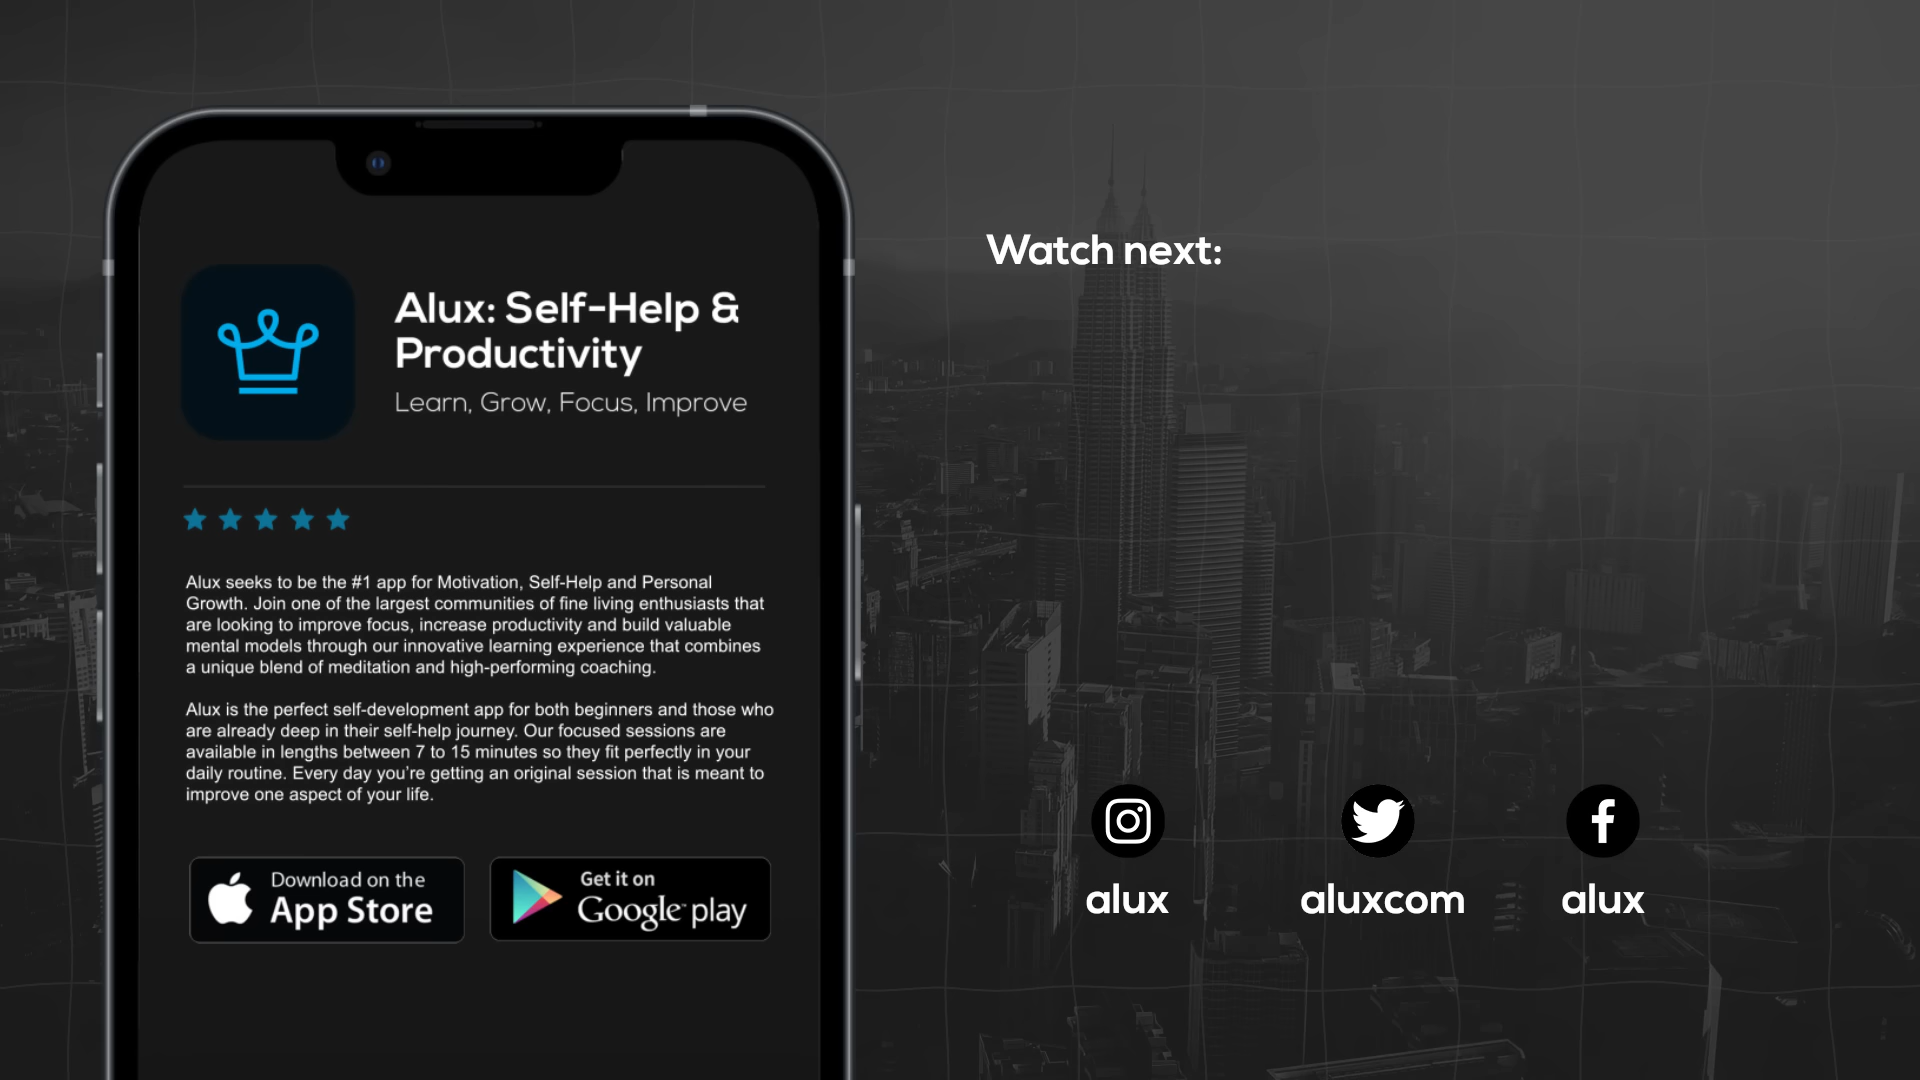 Alux: Self-Help &
Productivity
Learn, Grow, Focus, Improve
Alux seeks to be the #1 app for Motivation, Self-Help and Personal
Growth. Join one of the largest communities of fine living enthusiasts that
are looking to improve focus, increase productivity and build valuable
mental models through our innovative learning experience that combines
a unique blend of meditation and high-performing coaching.
Alux is the perfect self-development app for both beginners and those who
are already deep in their self-help journey. Our focused sessions are
available in lengths between 7 to 15 minutes so they fit perfectly in your
daily routine. Every day you're getting an original session that is meant to
improve one aspect of your life.
Download on the
App Store
Get it on
Google play
Watch next:
alux
aluxcom
alux